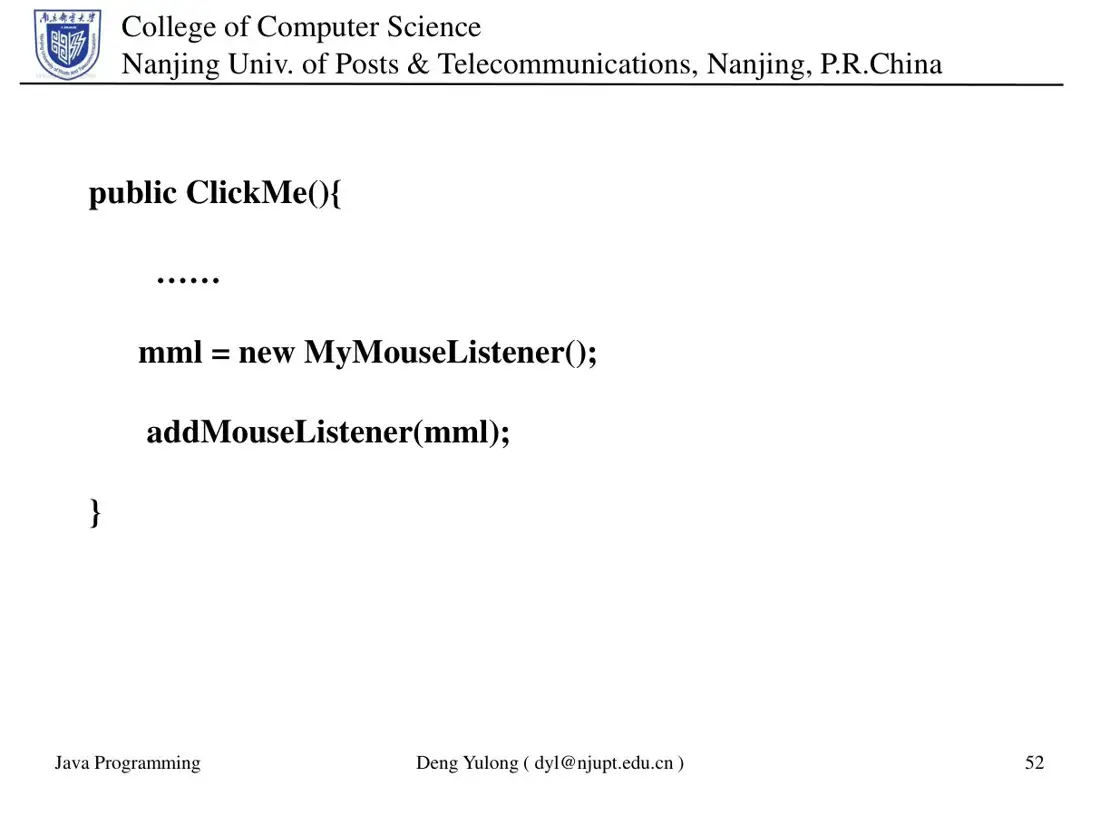 College of Computer Science
Nanjing Univ. of Posts & Telecommunications, Nanjing, P.R.China
public ClickMe(){
……
mml = new MyMouseListener();
addMouseListener(mml);
}
Java Programming
Deng Yulong ( dyl@njupt.edu.cn )
52